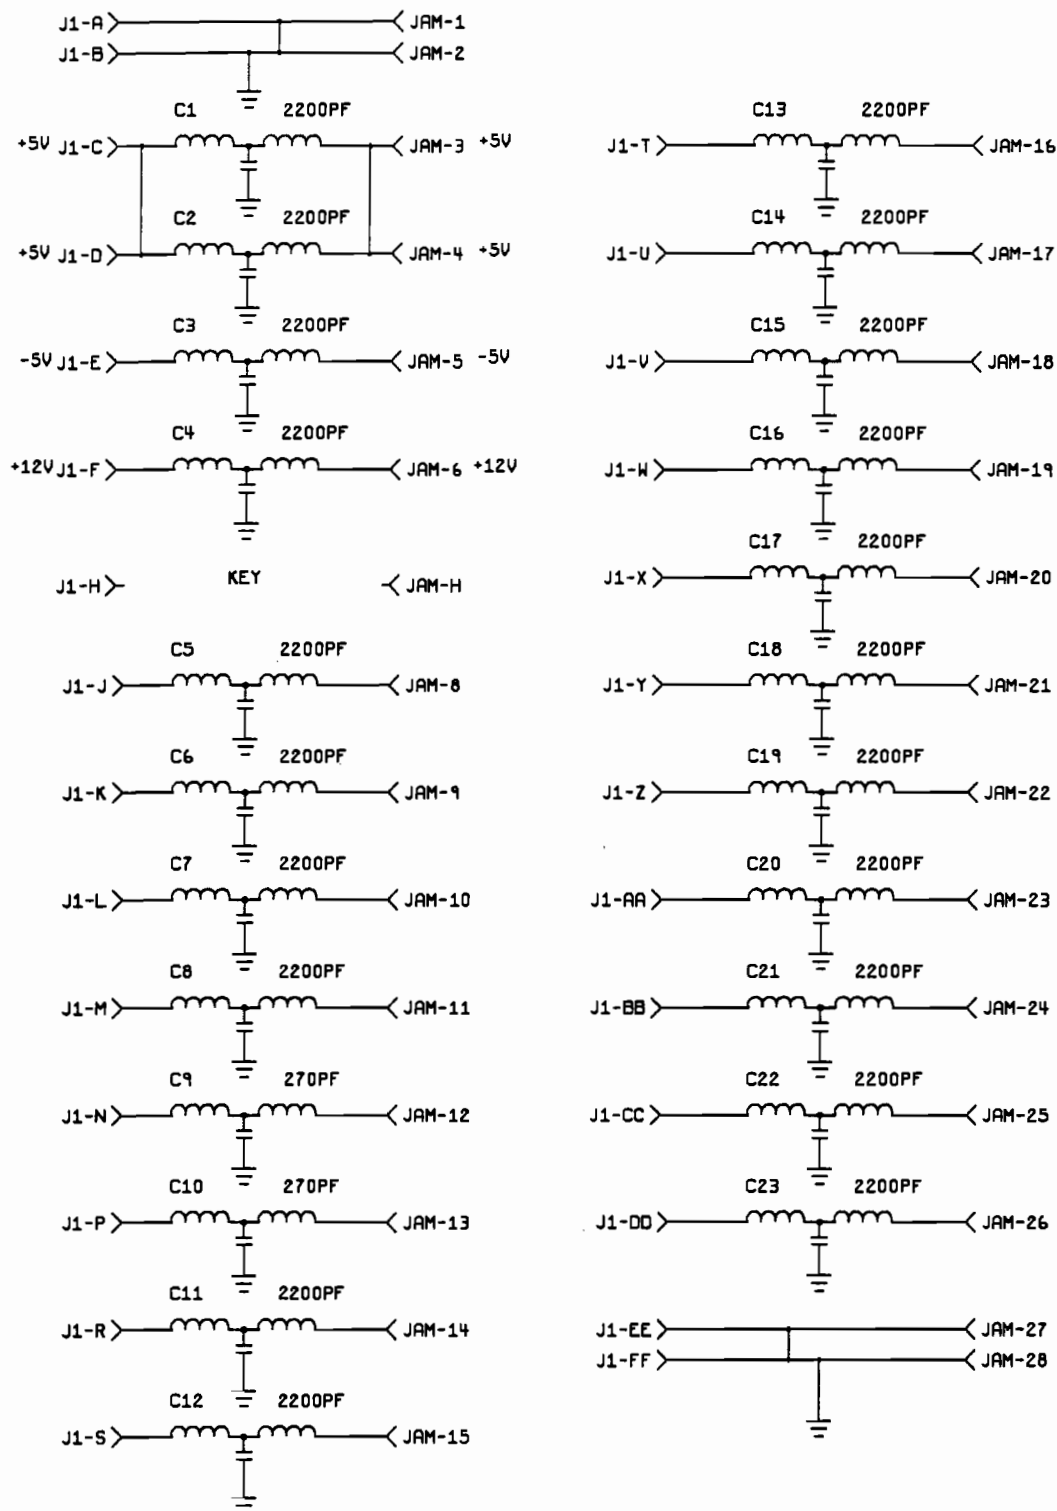 J1-A JAM-1
J1-B JAM-2
C1 2200PF
+5V J1-C JAM-3 +5V
C2 2200PF
+5V J1-D JAM-4 +5V
C3 2200PF
-5V J1-E JAM-5 -5V
C4 2200PF
+12V J1-F JAM-6 +12V
J1-H KEY JAM-H
C5 2200PF
J1-J JAM-8
C6 2200PF
J1-K JAM-9
C7 2200PF
J1-L JAM-10
C8 2200PF
J1-M JAM-11
C9 270PF
J1-N JAM-12
C10 270PF
J1-P JAM-13
C11 2200PF
J1-R JAM-14
C12 2200PF
J1-S JAM-15
C13 2200PF
J1-T JAM-16
C14 2200PF
J1-U JAM-17
C15 2200PF
J1-V JAM-18
C16 2200PF
J1-W JAM-19
C17 2200PF
J1-X JAM-20
C18 2200PF
J1-Y JAM-21
C19 2200PF
J1-Z JAM-22
C20 2200PF
J1-AA JAM-23
C21 2200PF
J1-BB JAM-24
C22 2200PF
J1-CC JAM-25
C23 2200PF
J1-DD JAM-26
J1-EE JAM-27
J1-FF JAM-28